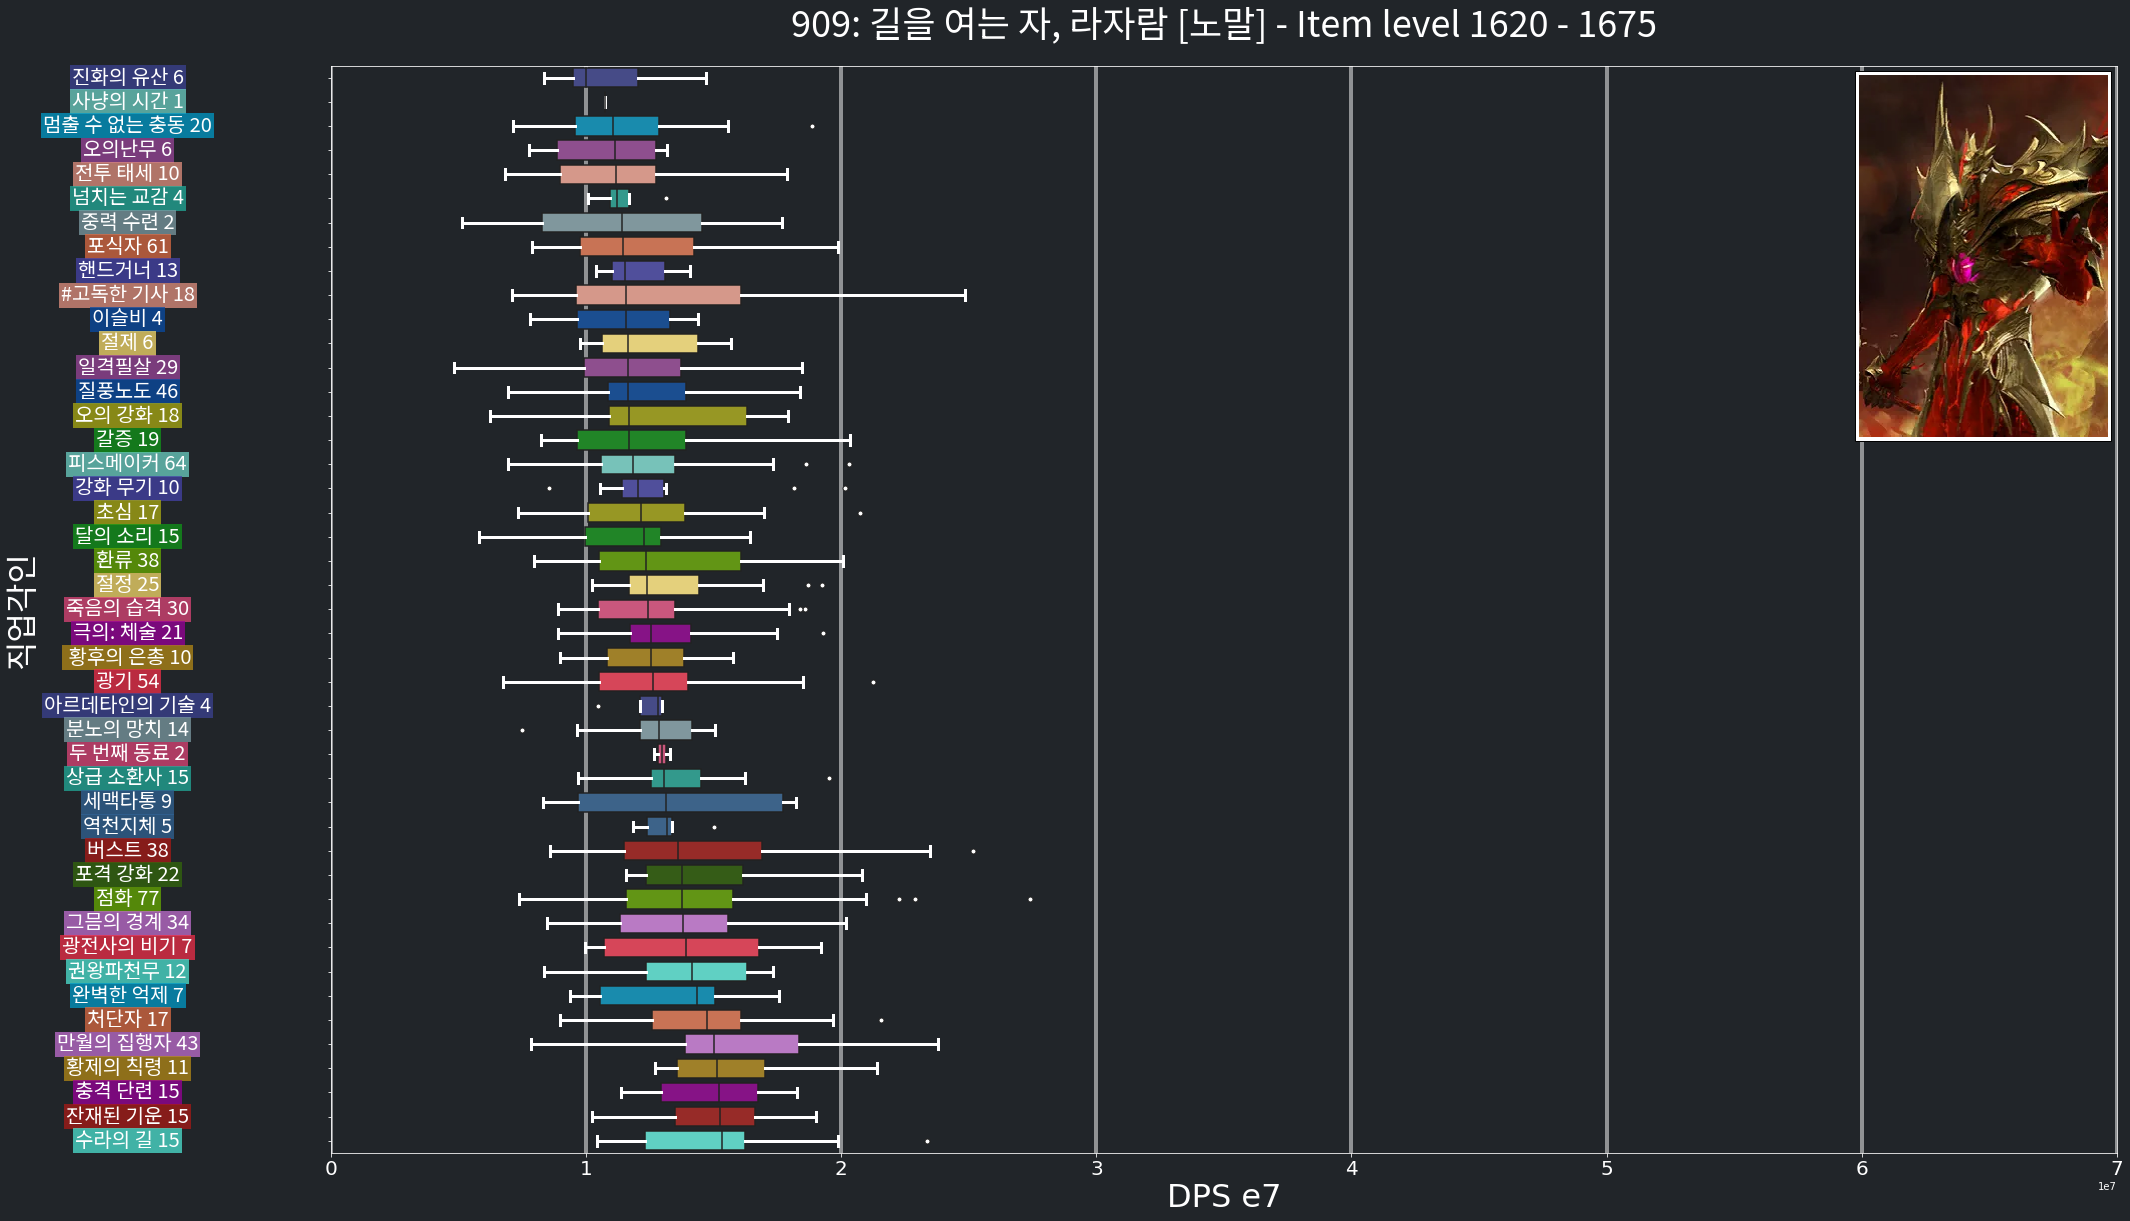 909: 길을 여는 자, 라자람 [노말] - Item level 1620 - 1675
진화의 유산 6
사냥의 시간 1
멈출 수 없는 충동 20
오의난무 6
전투 태세 10
넘치는 교감 4
중력 수련 2
포식자 61
핸드거너 13
#고독한 기사 18
이슬비 4
절제 6
일격필살 29
질풍노도 46
오의 강화 18
갈증 19
피스메이커 64
강화 무기 10
초심 17
달의 소리 15
환류 38
절정 25
죽음의 습격 30
극의: 체술 21
황후의 은총 10
광기 54
아르데타인의 기술 4
분노의 망치 14
두 번째 동료 2
상급 소환사 15
세맥타통 9
역천지체 5
버스트 38
포격 강화 22
점화 77
그믐의 경계 34
광전사의 비기 7
권왕파천무 12
완벽한 억제 7
처단자 17
만월의 집행자 43
황제의 칙령 11
충격 단련 15
잔재된 기운 15
수라의 길 15
직업각인
0 1 2 3 4 5 6 7
1e7
DPS e7